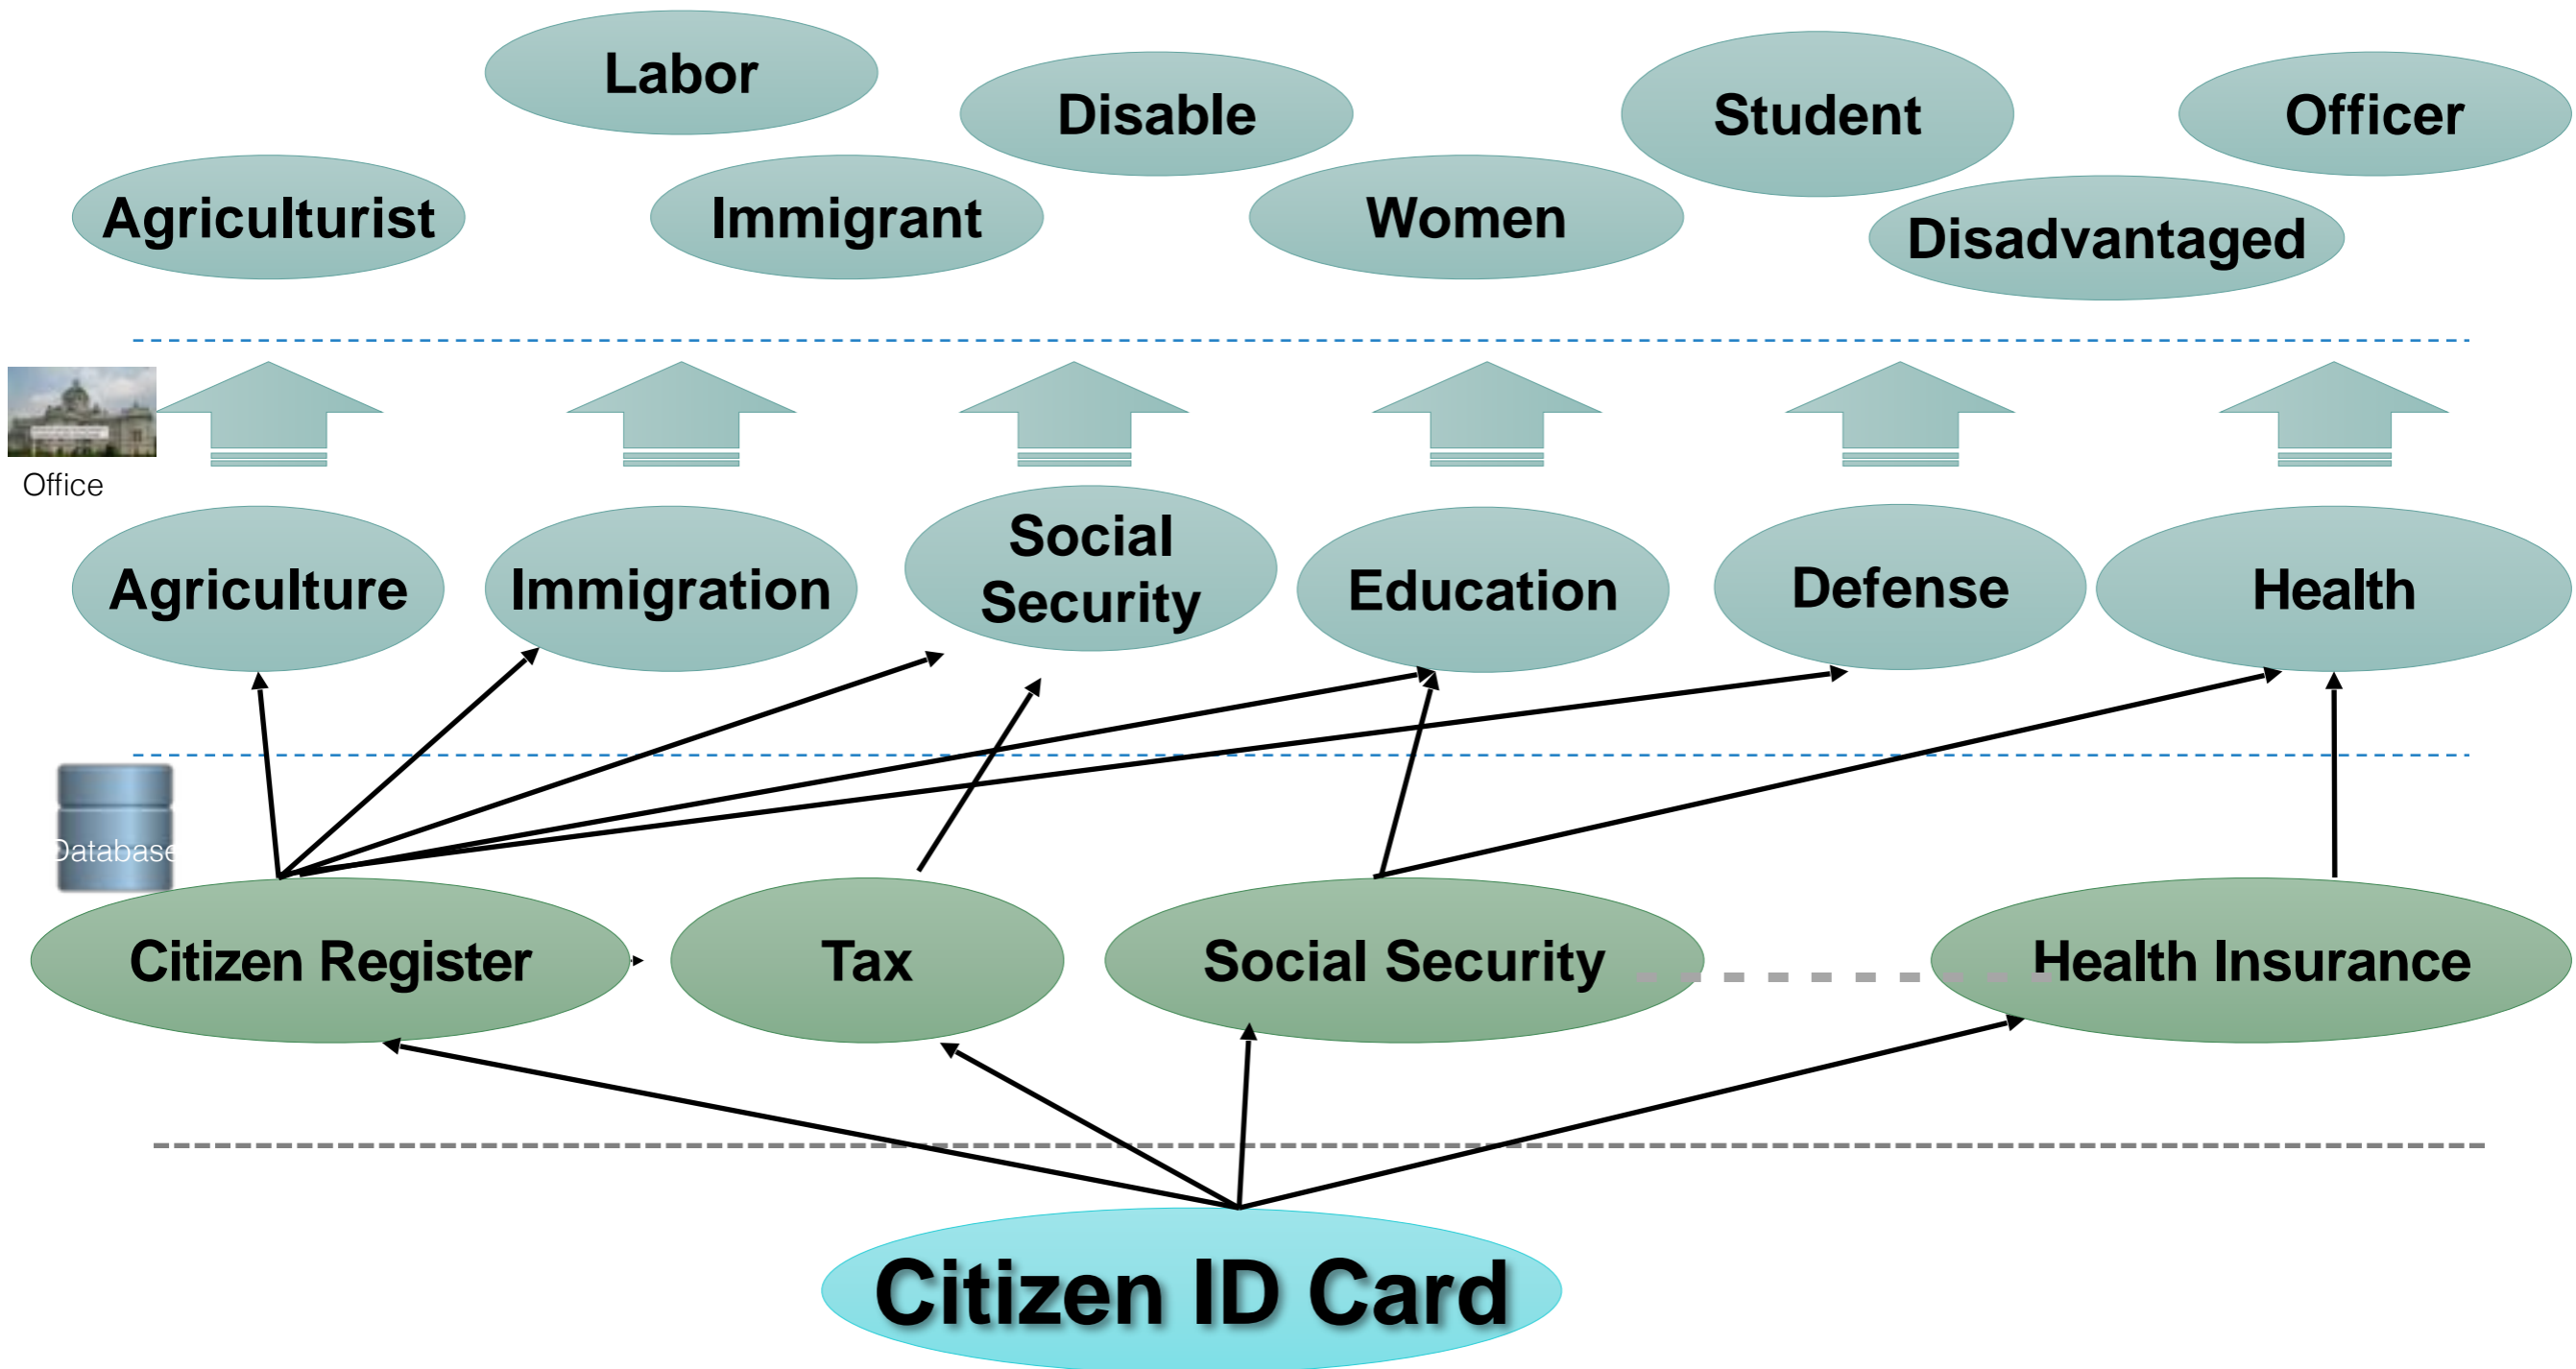 Labor
Disable
Student
Officer
Agriculturist
Immigrant
Women
Disadvantaged
Office
Social
Security
Agriculture
Immigration
Education
Defense
Health
Database
Citizen Register
Tax
Social Security
Health Insurance
Citizen ID Card